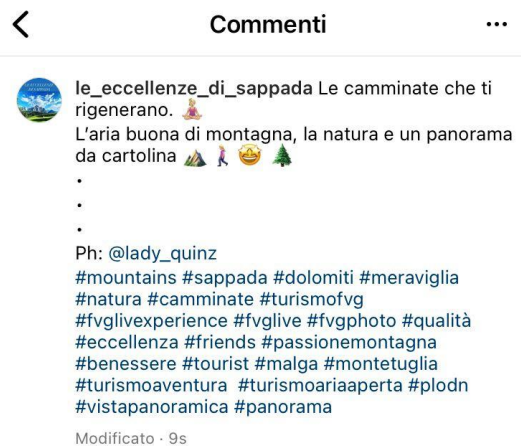 Commenti
le_eccellenze_di_sappada Le camminate che ti
rigenerano. 🧘🏼‍♀️
L'aria buona di montagna, la natura e un panorama
da cartolina ⛰️🚶🏼‍♀️🤩🌲
.
.
.
Ph: @lady_quinz
#mountains #sappada #dolomiti #meraviglia
#natura #camminate #turismofvg
#fvglivexperience #fvglive #fvgphoto #qualità
#eccellenza #friends #passionemontagna
#benessere #tourist #malga #montetuglia
#turismoaventura #turismoariaaperta #plodn
#vistapanoramica #panorama
Modificato · 9s